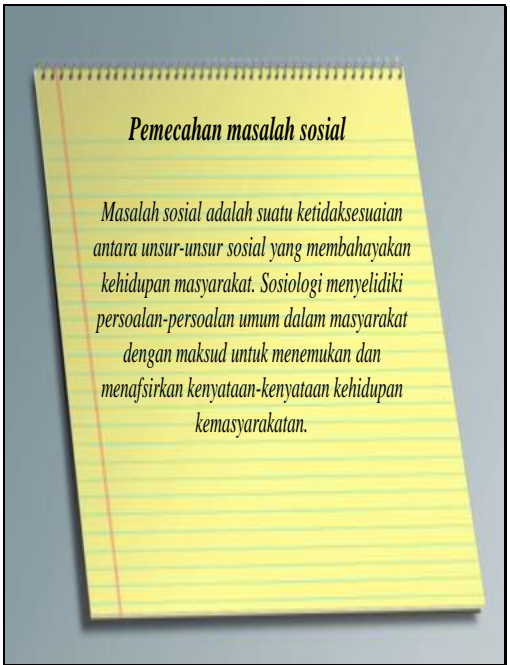 Pemecahan masalah sosial
Masalah sosial adalah suatu ketidaksesuaian
antara unsur-unsur sosial yang membahayakan
kehidupan masyarakat. Sosiologi menyelidiki
persoalan-persoalan umum dalam masyarakat
dengan maksud untuk menemukan dan
menafsirkan kenyataan-kenyataan kehidupan
kemasyarakatan.